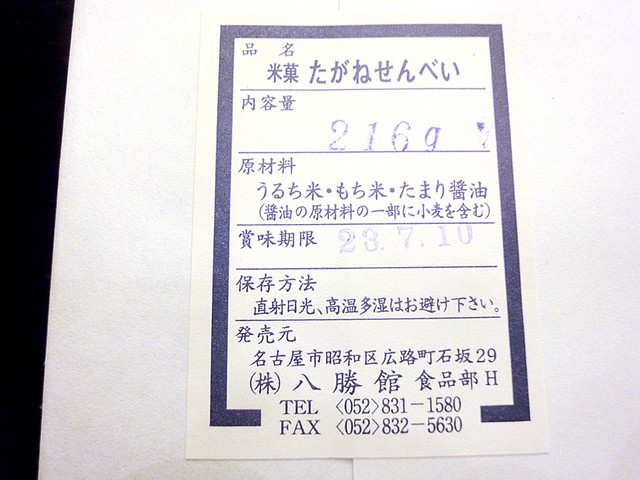 品名
米菓 たがねせんべい
内容量
216g
原材料
うるち米・もち米・たまり醤油
(醤油の原材料の一部に小麦を含む)
賞味期限 23.7.10
保存方法
直射日光、高温多湿はお避け下さい。
発売元
名古屋市昭和区広路町石坂29
(株) 八勝館 食品部 H
TEL 〈052〉831-1580
FAX 〈052〉832-5630